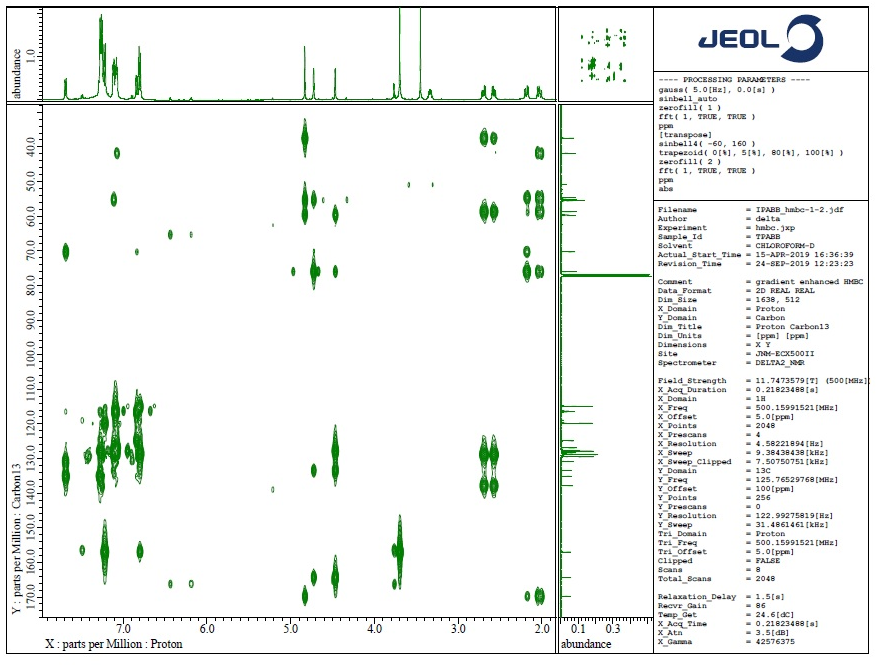 abundance
1.0
JEOL
---- PROCESSING PARAMETERS ----
gauss( 5.0[Hz], 0.0[s] )
sinbell_auto
zerofill( 1 )
fft( 1, TRUE, TRUE )
ppm
[transpose]
sinbell4( -60, 160 )
trapezoid( 0[%], 5[%], 80[%], 100[%] )
zerofill( 2 )
fft( 1, TRUE, TRUE )
ppm
abs
Filename = IPABB_hmbc-1-2.jdf
Author = delta
Experiment = hmbc.jxp
Sample_Id = TPABB
Solvent = CHLOROFORM-D
Actual_Start_Time = 15-APR-2019 16:36:39
Revision_Time = 24-SEP-2019 12:23:23
Comment = gradient enhanced HMBC
Data_Format = 2D REAL REAL
Dim_Size = 1638, 512
X_Domain = Proton
Y_Domain = Carbon
Dim_Title = Proton Carbon13
Dim_Units = [ppm] [ppm]
Dimensions = X Y
Site = JNM-ECX500II
Spectrometer = DELTA2_NMR
Field_Strength = 11.7473579[T] (500[MHz]
X_Acq_Duration = 0.21823488[s]
X_Domain = 1H
X_Freq = 500.15991521[MHz]
X_Offset = 5.0[ppm]
X_Points = 2048
X_Prescans = 4
X_Resolution = 4.58221894[Hz]
X_Sweep = 9.38438438[kHz]
X_Sweep_Clipped = 7.50750751[kHz]
Y_Domain = 13C
Y_Freq = 125.76529768[MHz]
Y_Offset = 100[ppm]
Y_Points = 256
Y_Prescans = 0
Y_Resolution = 122.99275819[Hz]
Y_Sweep = 31.4861461[kHz]
Tri_Domain = Proton
Tri_Freq = 500.15991521[MHz]
Tri_Offset = 5.0[ppm]
Clipped = FALSE
Scans = 8
Total_Scans = 2048
Relaxation_Delay = 1.5[s]
Recvr_Gain = 86
Temp_Get = 24.6[dC]
X_Acq_Time = 0.21823488[s]
X_Atn = 3.5[dB]
X_Gamma = 42576375
40.0
50.0
60.0
70.0
80.0
90.0
100.0
110.0
120.0
130.0
140.0
150.0
160.0
170.0
Y : parts per Million : Carbon13
7.0 6.0 5.0 4.0 3.0 2.0
X : parts per Million : Proton
0.1 0.3
abundance